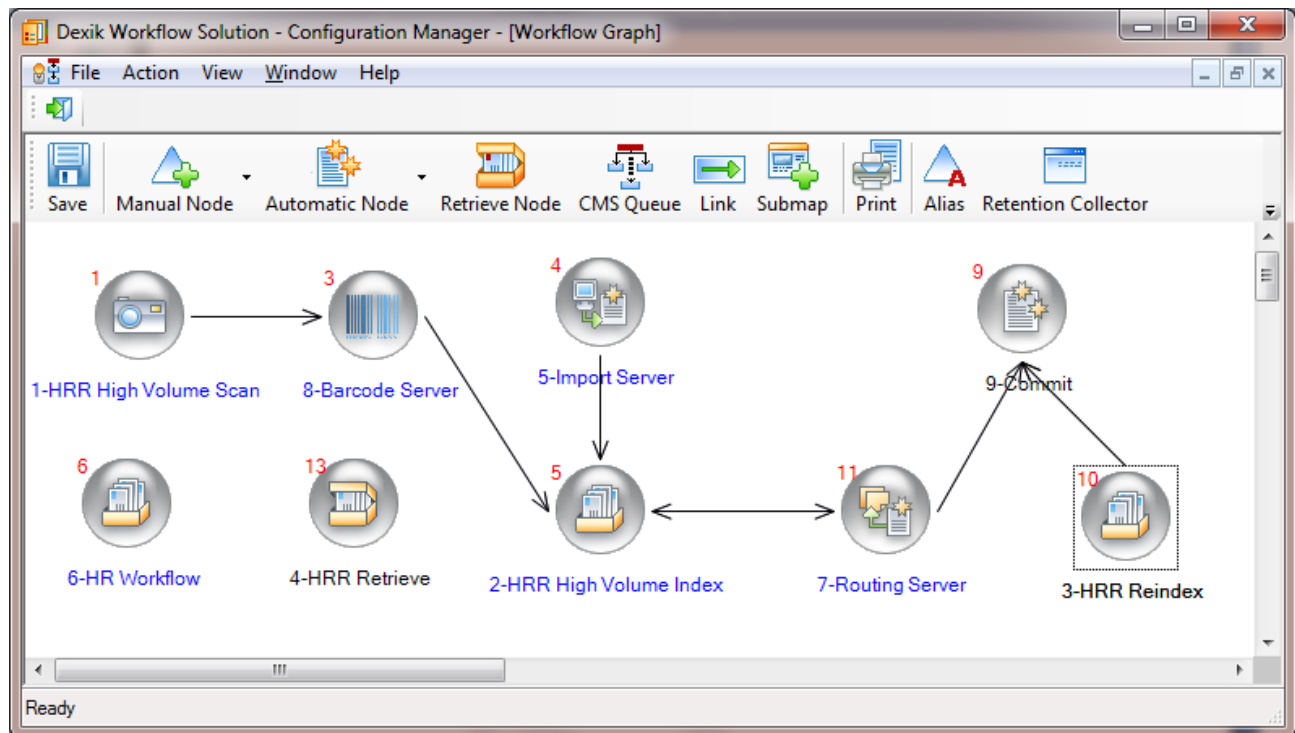 Dexik Workflow Solution - Configuration Manager - [Workflow Graph]
File Action View Window Help
Save Manual Node Automatic Node Retrieve Node CMS Queue Link Submap Print Alias Retention Collector
1 3 4 9
1-HRR High Volume Scan 8-Barcode Server 5-Import Server 9-Commit
6 13 5 11 10
6-HR Workflow 4-HRR Retrieve 2-HRR High Volume Index 7-Routing Server 3-HRR Reindex
Ready